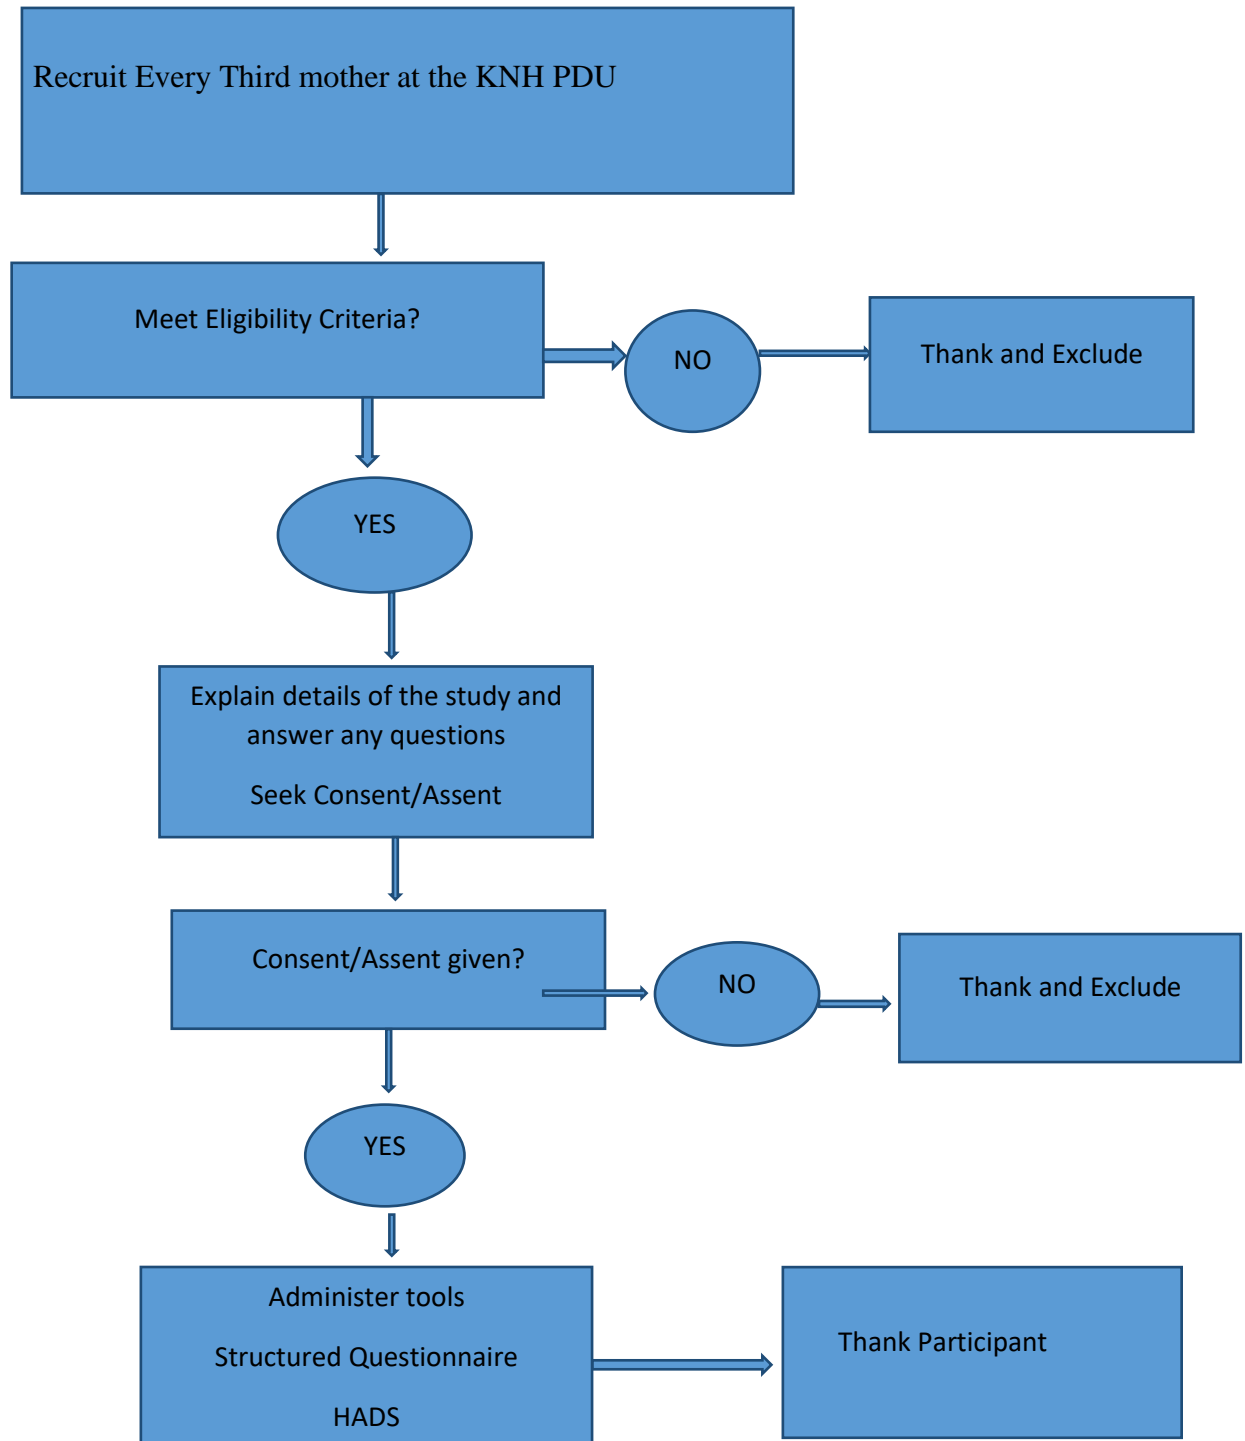 Recruit Every Third mother at the KNH PDU
Meet Eligibility Criteria?
NO
Thank and Exclude
YES
Explain details of the study and
answer any questions
Seek Consent/Assent
Consent/Assent given?
NO
Thank and Exclude
YES
Administer tools
Structured Questionnaire
HADS
Thank Participant